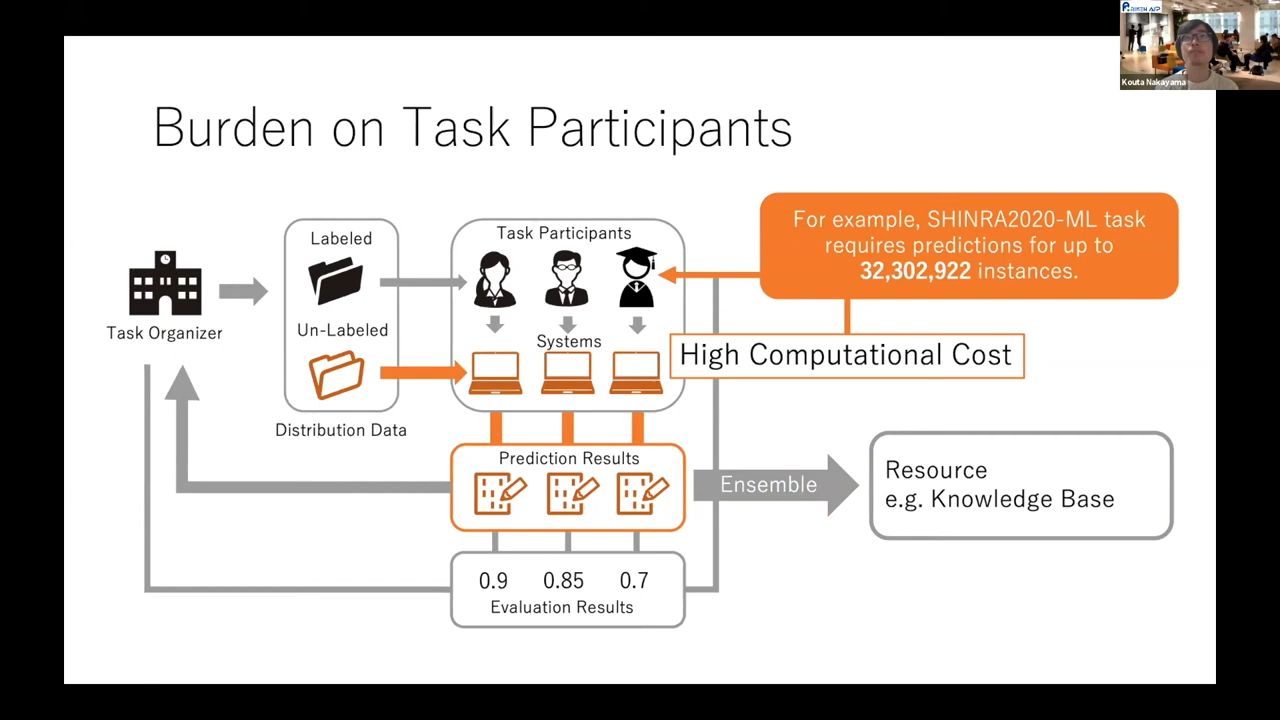 RIKEN AIP
Kouta Nakayama
Burden on Task Participants
For example, SHINRA2020-ML task
requires predictions for up to
32,302,922 instances.
Labeled
Task Participants
Task Organizer
Un-Labeled
Systems
High Computational Cost
Distribution Data
Prediction Results
Ensemble
Resource
e.g. Knowledge Base
0.9 0.85 0.7
Evaluation Results